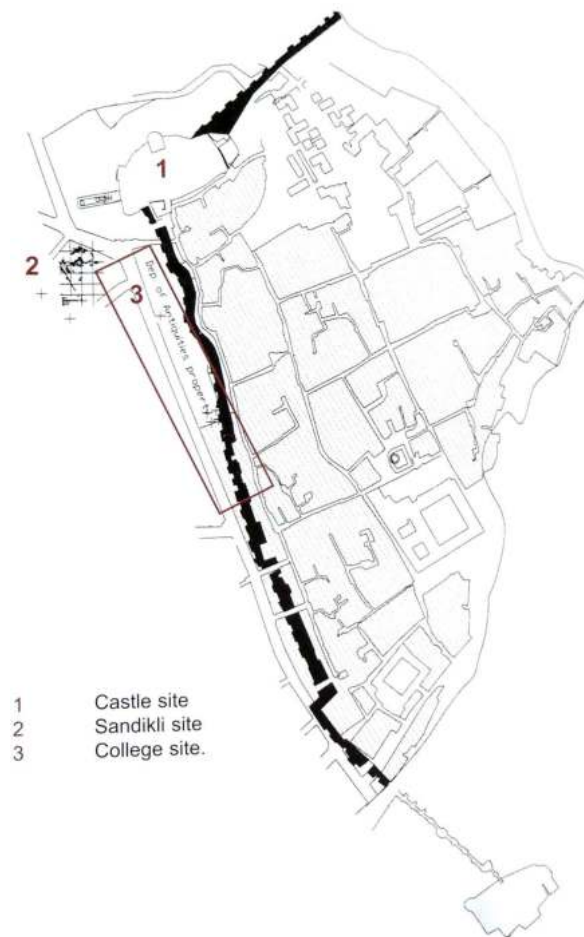 1
2
3
Dep of Antiquities property
1 Castle site
2 Sandikli site
3 College site.